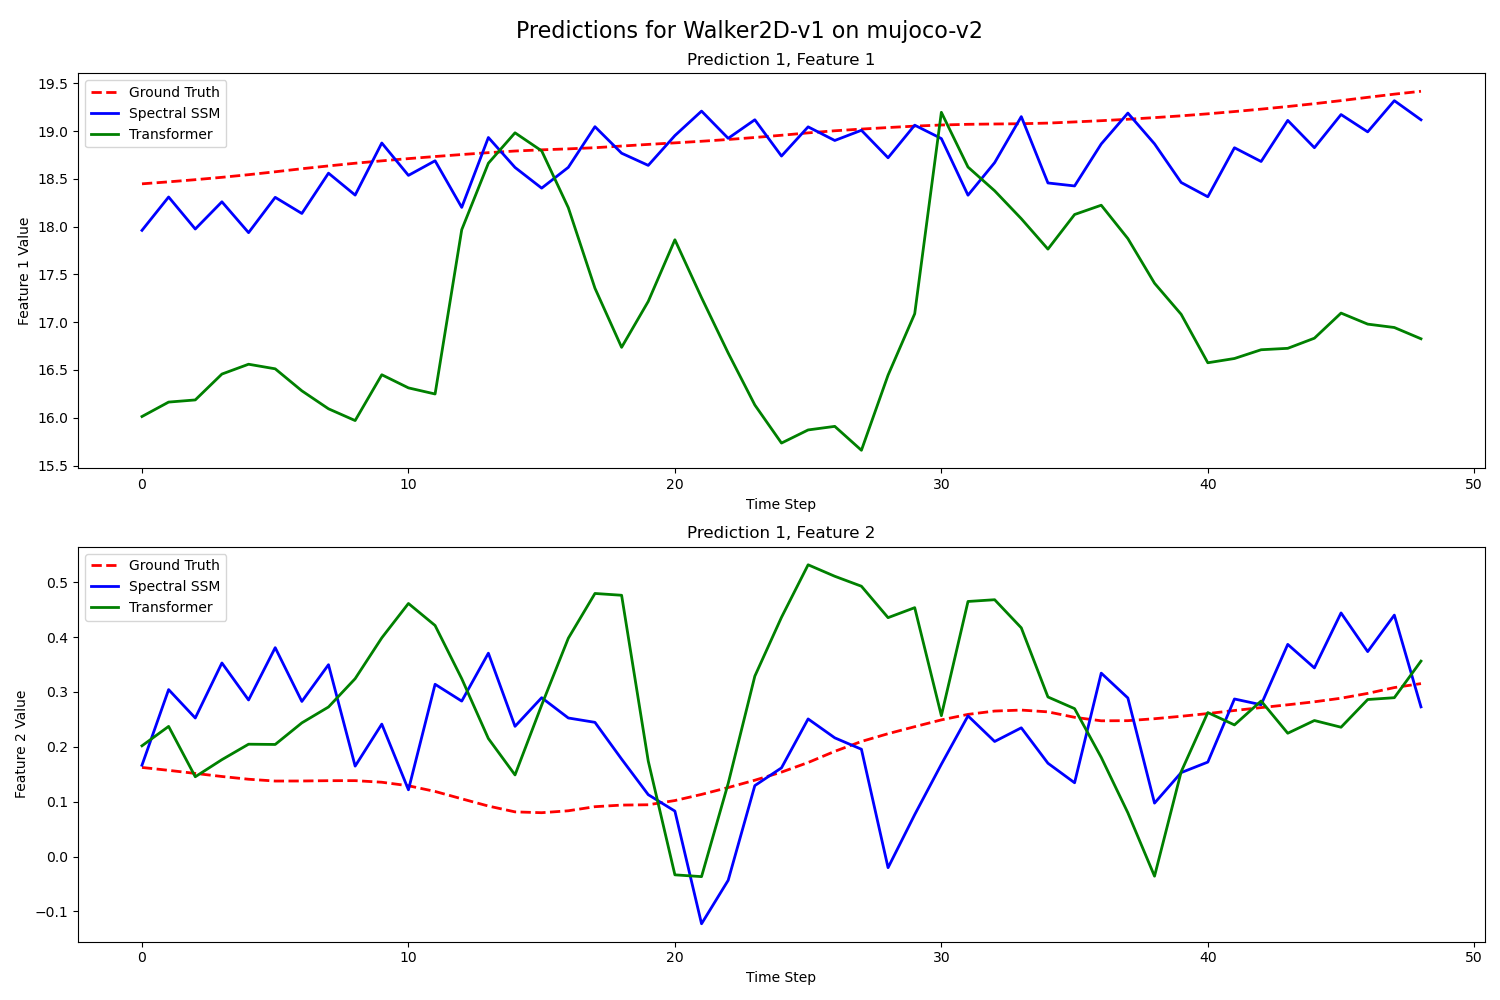 Predictions for Walker2D-v1 on mujoco-v2
Prediction 1, Feature 1
Ground Truth
Spectral SSM
Transformer
Feature 1 Value
19.5
19.0
18.5
18.0
17.5
17.0
16.5
16.0
15.5
0 10 20 30 40 50
Time Step
Prediction 1, Feature 2
Ground Truth
Spectral SSM
Transformer
Feature 2 Value
0.5
0.4
0.3
0.2
0.1
0.0
−0.1
0 10 20 30 40 50
Time Step